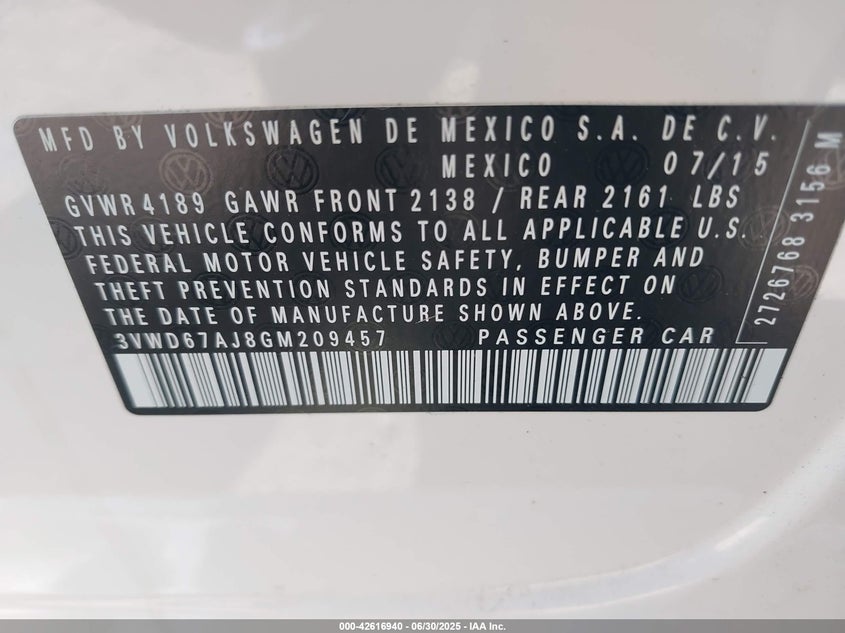 MFD BY VOLKSWAGEN DE MEXICO S.A. DE C.V.
MEXICO 07/15
GVWR 4189 GAWR FRONT 2138 / REAR 2161 LBS
THIS VEHICLE CONFORMS TO ALL APPLICABLE U.S.
FEDERAL MOTOR VEHICLE SAFETY, BUMPER AND
THEFT PREVENTION STANDARDS IN EFFECT ON
THE DATE OF MANUFACTURE SHOWN ABOVE.
3VWD67AJ8GM209457 PASSENGER CAR
2726768 3156 M
000-42616940 - 06/30/2025 - IAA Inc.